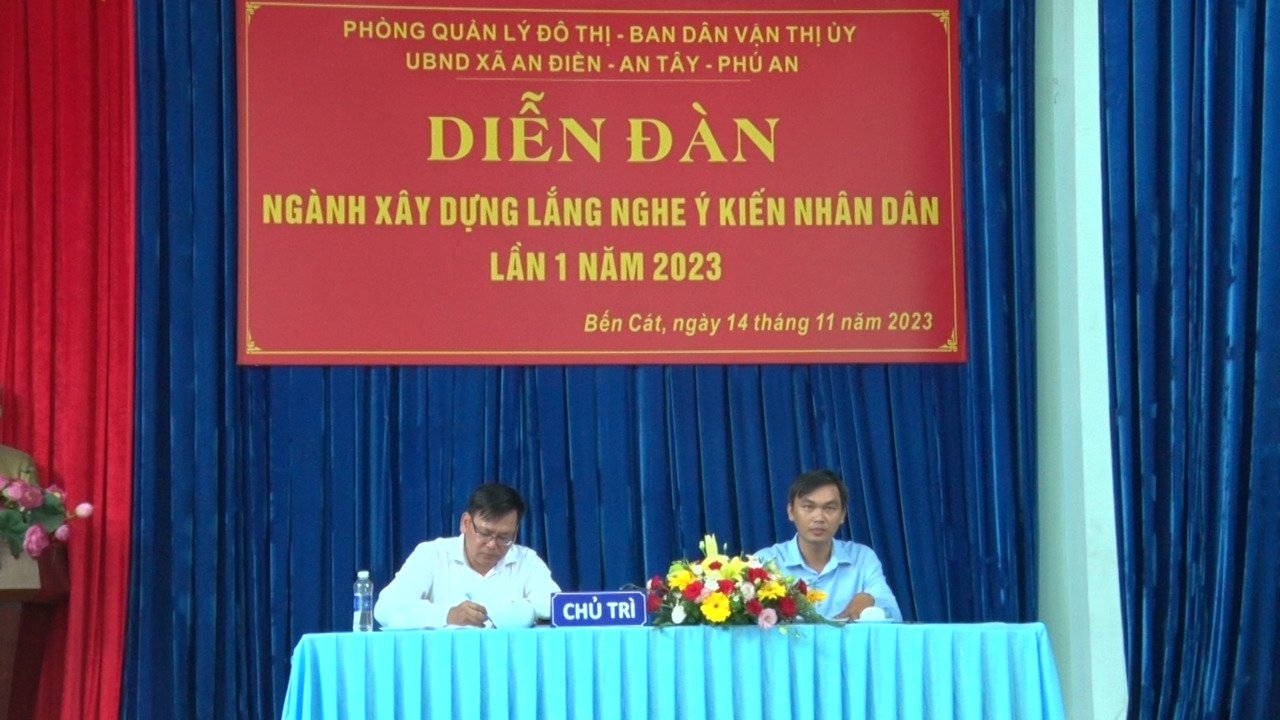 PHÒNG QUẢN LÝ ĐÔ THỊ - BAN DÂN VẬN THỊ ỦY
UBND XÃ AN ĐIỀN - AN TÂY - PHÚ AN
DIỄN ĐÀN
NGÀNH XÂY DỰNG LẮNG NGHE Ý KIẾN NHÂN DÂN
LẦN 1 NĂM 2023
Bến Cát, ngày 14 tháng 11 năm 2023
CHỦ TRÌ